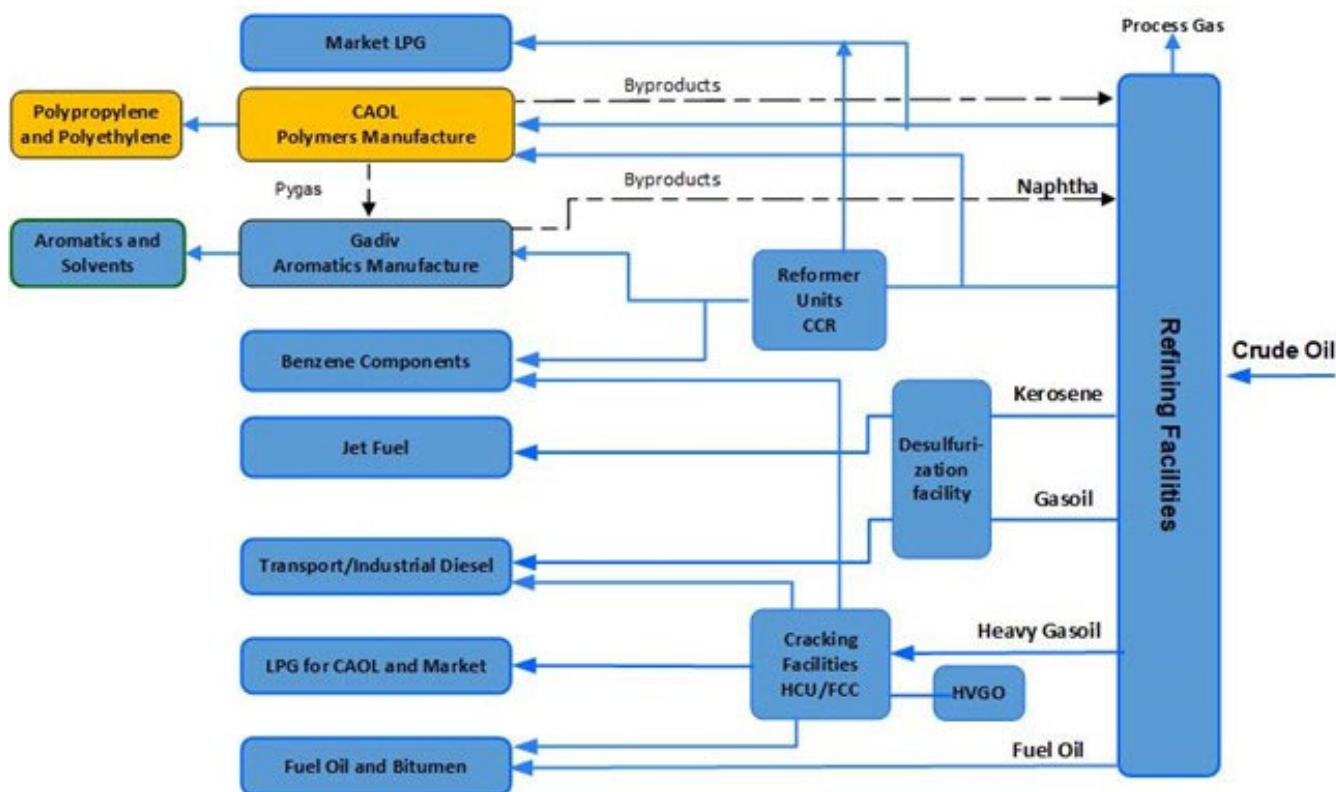 Process Gas
Market LPG
Byproducts
Polypropylene
and Polyethylene
CAOL
Polymers Manufacture
Pygas
Byproducts
Naphtha
Aromatics and
Solvents
Gadiv
Aromatics Manufacture
Reformer
Units
CCR
Refining Facilities
Crude Oil
Benzene Components
Kerosene
Jet Fuel
Desulfuri-
zation
facility
Gasoil
Transport/Industrial Diesel
Heavy Gasoil
Cracking
Facilities
HCU/FCC
LPG for CAOL and Market
HVGO
Fuel Oil
Fuel Oil and Bitumen